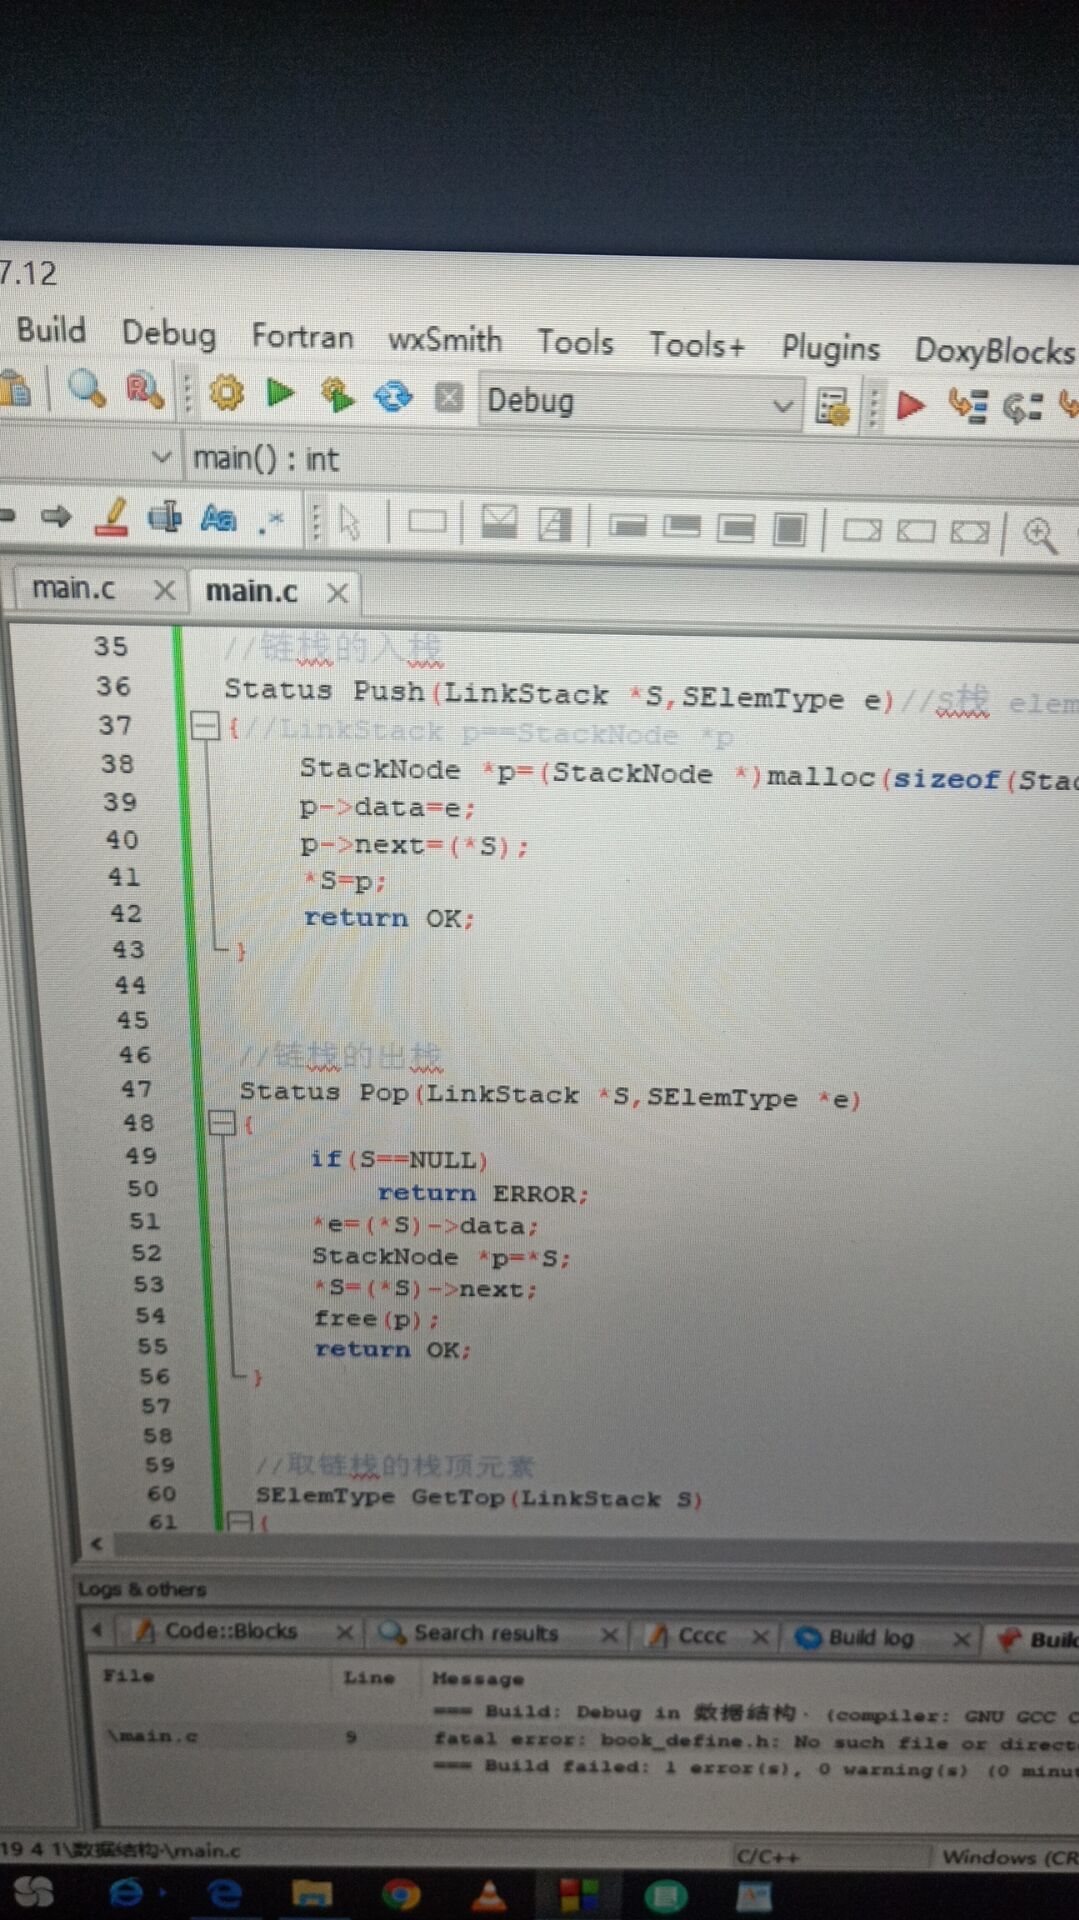 7.12
Build Debug Fortran wxSmith Tools Tools+ Plugins DoxyBlocks
Debug
main() : int
main.c main.c
35 //链栈的入栈
36 Status Push(LinkStack *S,SElemType e)//S栈 elem
37 {//LinkStack p==StackNode *p
38 StackNode *p=(StackNode *)malloc(sizeof(Stac
39 p->data=e;
40 p->next=(*S);
41 *S=p;
42 return OK;
43 }
44
45
46 //链栈的出栈
47 Status Pop(LinkStack *S,SElemType *e)
48 {
49 if(S==NULL)
50 return ERROR;
51 *e=(*S)->data;
52 StackNode *p=*S;
53 *S=(*S)->next;
54 free(p);
55 return OK;
56 }
57
58
59 //取链栈的栈顶元素
60 SElemType GetTop(LinkStack S)
61 {
Logs & others
Code::Blocks Search results Cccc Build log Build
File Line Message
=== Build: Debug in 数据结构· (compiler: GNU GCC C
\main.c 9 fatal error: book_define.h: No such file or direct
=== Build failed: 1 error(s), 0 warning(s) (0 minut
19 4 1\数据结构·\main.c C/C++ Windows (CR